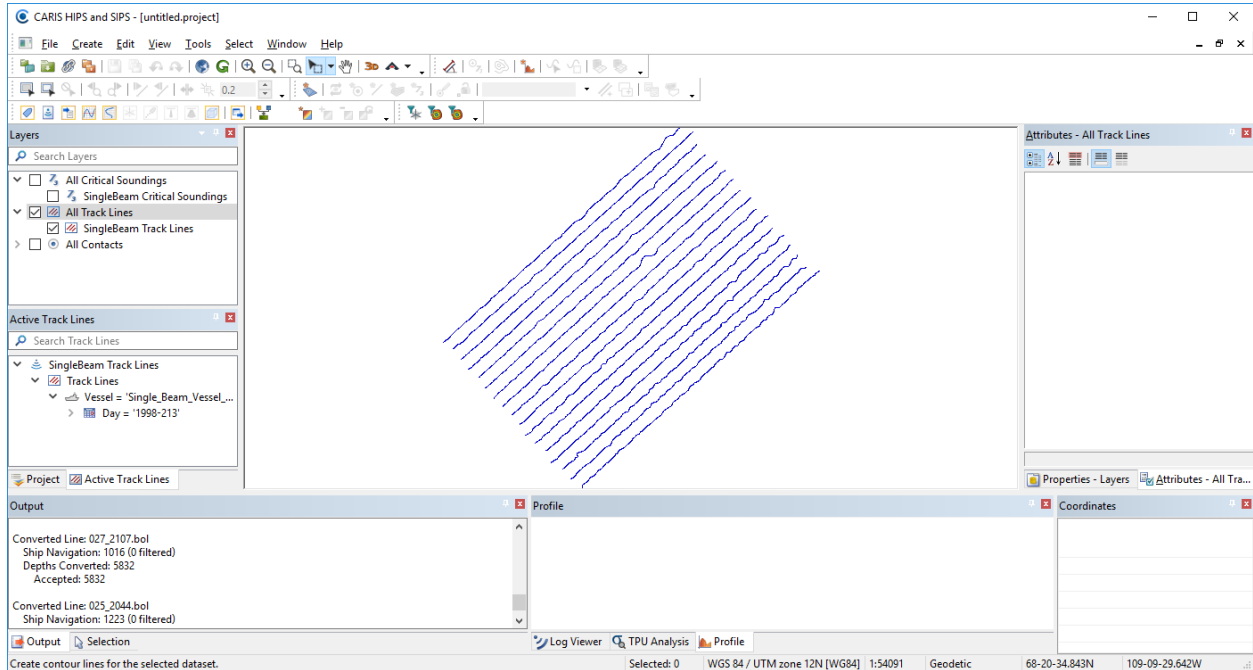 CARIS HIPS and SIPS - [untitled.project]
File Create Edit View Tools Select Window Help
3D
0.2
Layers
Search Layers
All Critical Soundings
SingleBeam Critical Soundings
All Track Lines
SingleBeam Track Lines
All Contacts
Active Track Lines
Search Track Lines
SingleBeam Track Lines
Track Lines
Vessel = 'Single_Beam_Vessel_...
Day = '1998-213'
Project Active Track Lines
Attributes - All Track Lines
Properties - Layers Attributes - All Tra...
Output
Converted Line: 027_2107.bol
Ship Navigation: 1016 (0 filtered)
Depths Converted: 5832
Accepted: 5832
Converted Line: 025_2044.bol
Ship Navigation: 1223 (0 filtered)
Output Selection
Profile
Log Viewer TPU Analysis Profile
Coordinates
Create contour lines for the selected dataset. Selected: 0 WGS 84 / UTM zone 12N [WG84] 1:54091 Geodetic 68-20-34.843N 109-09-29.642W